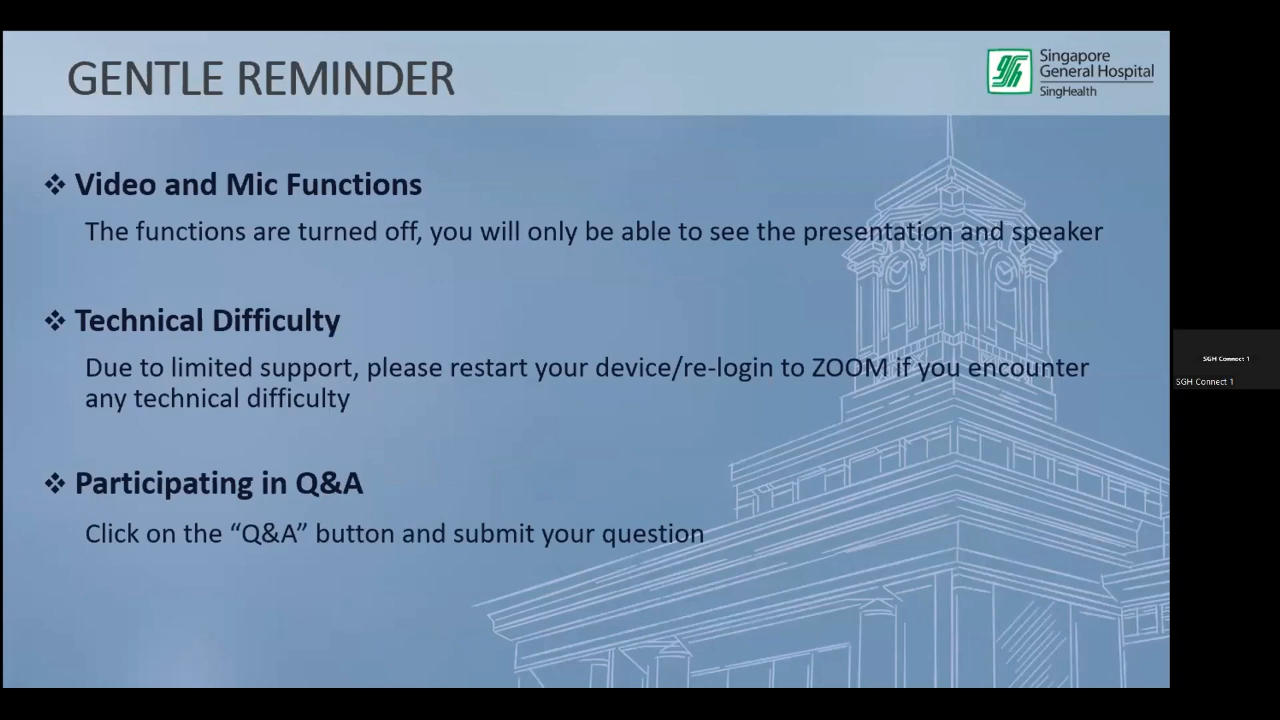 GENTLE REMINDER
Singapore
General Hospital
SingHealth
❖ Video and Mic Functions
The functions are turned off, you will only be able to see the presentation and speaker
❖ Technical Difficulty
Due to limited support, please restart your device/re-login to ZOOM if you encounter
any technical difficulty
❖ Participating in Q&A
Click on the “Q&A” button and submit your question
SGH Connect 1
SGH Connect 1